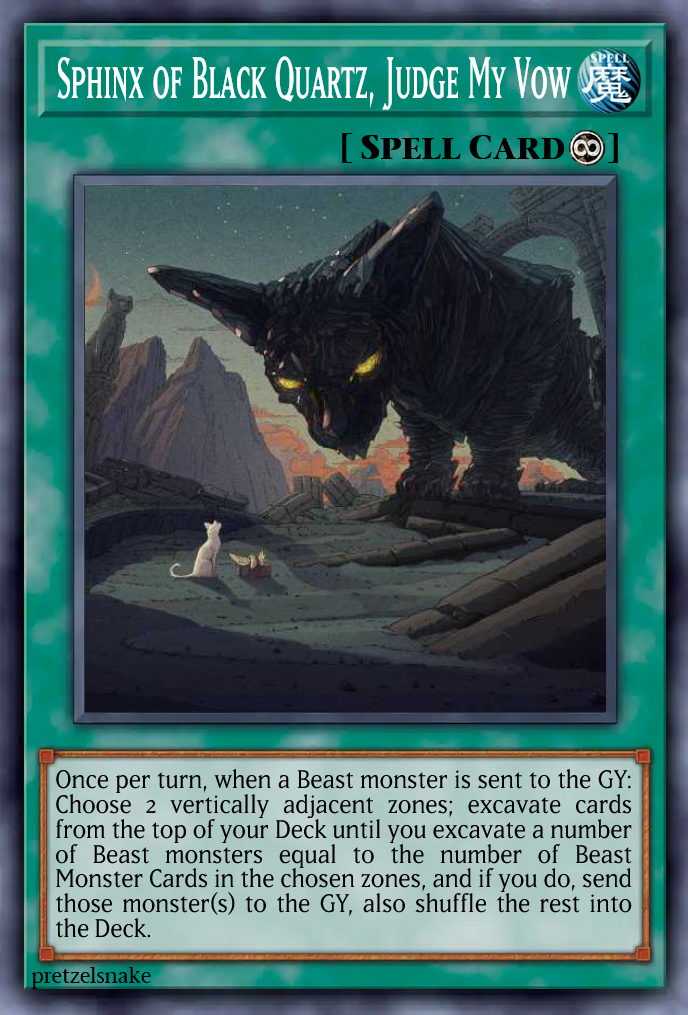 Sphinx of Black Quartz, Judge My Vow
SPELL
魔
[ Spell Card ]
Once per turn, when a Beast monster is sent to the GY:
Choose 2 vertically adjacent zones; excavate cards
from the top of your Deck until you excavate a number
of Beast monsters equal to the number of Beast
Monster Cards in the chosen zones, and if you do, send
those monster(s) to the GY, also shuffle the rest into
the Deck.
pretzelsnake